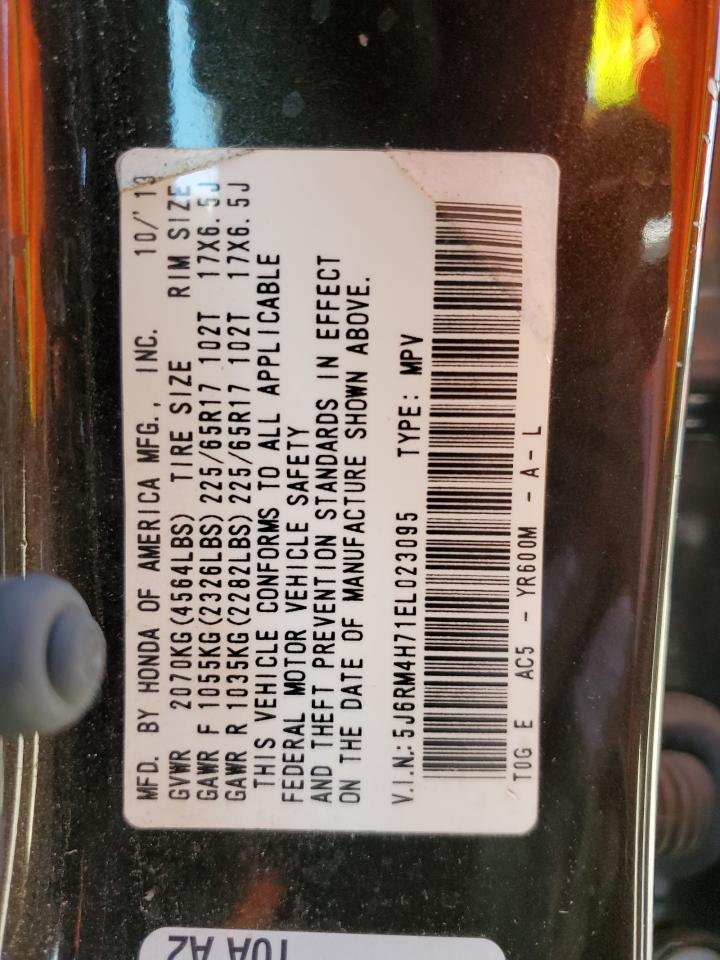 MFD. BY HONDA OF AMERICA MFG., INC. 10/'13
GVWR 2070KG(4564LBS) TIRE SIZE RIM SIZE
GAWR F 1055KG(2326LBS) 225/65R17 102T 17X6.5J
GAWR R 1035KG(2282LBS) 225/65R17 102T 17X6.5J
THIS VEHICLE CONFORMS TO ALL APPLICABLE
FEDERAL MOTOR VEHICLE SAFETY
AND THEFT PREVENTION STANDARDS IN EFFECT
ON THE DATE OF MANUFACTURE SHOWN ABOVE.
V.I.N.:5J6RM4H71EL023095 TYPE: MPV
T0G E AC5 - YR600M - A - L
T0A A2